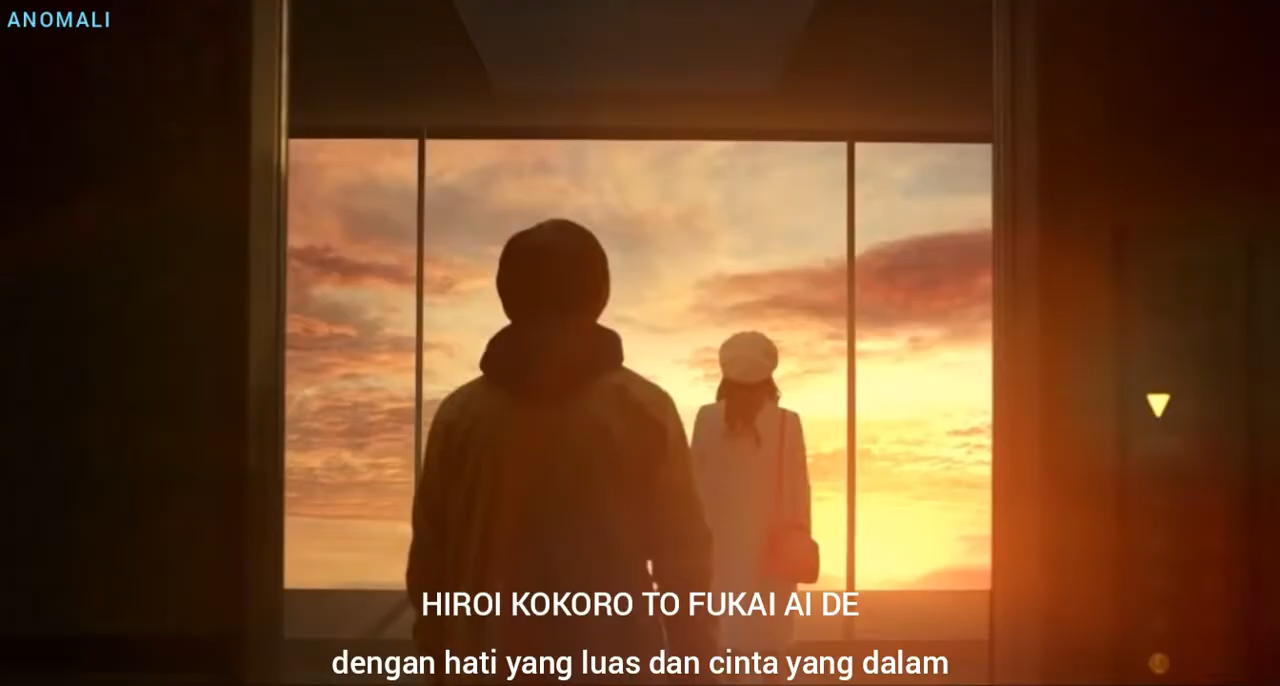 ANOMALI
HIROI KOKORO TO FUKAI AI DE
dengan hati yang luas dan cinta yang dalam